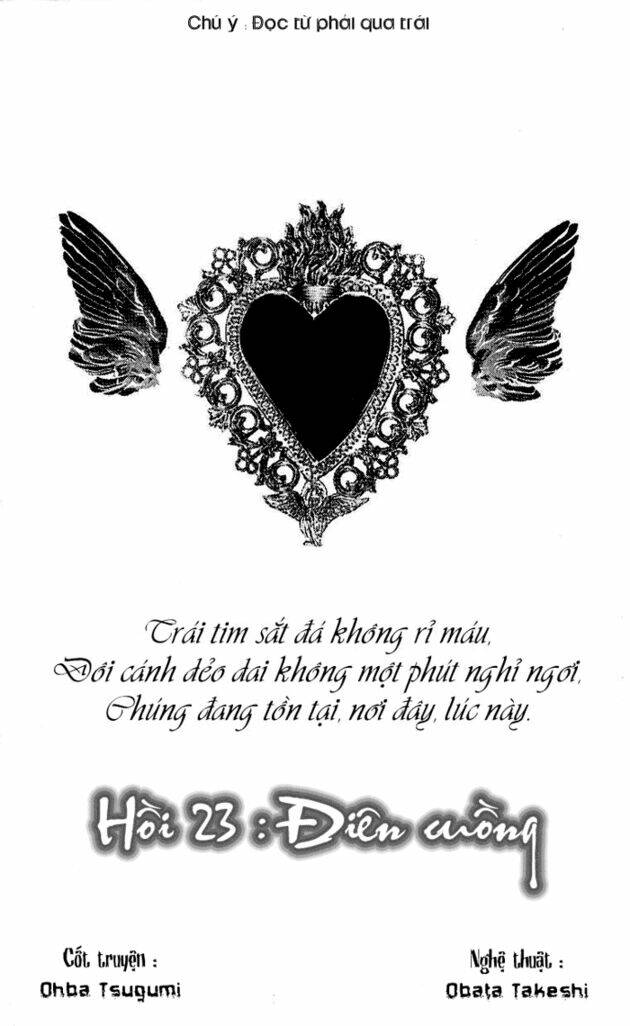 Chú ý : Đọc từ phải qua trái
Trái tim sắt đá không rỉ máu,
Đôi cánh dẻo dai không một phút nghỉ ngơi,
Chúng đang tồn tại, nơi đây, lúc này.
Hồi 23 : Điên cuồng
Cốt truyện :
Ohba Tsugumi
Nghệ thuật :
Obata Takeshi